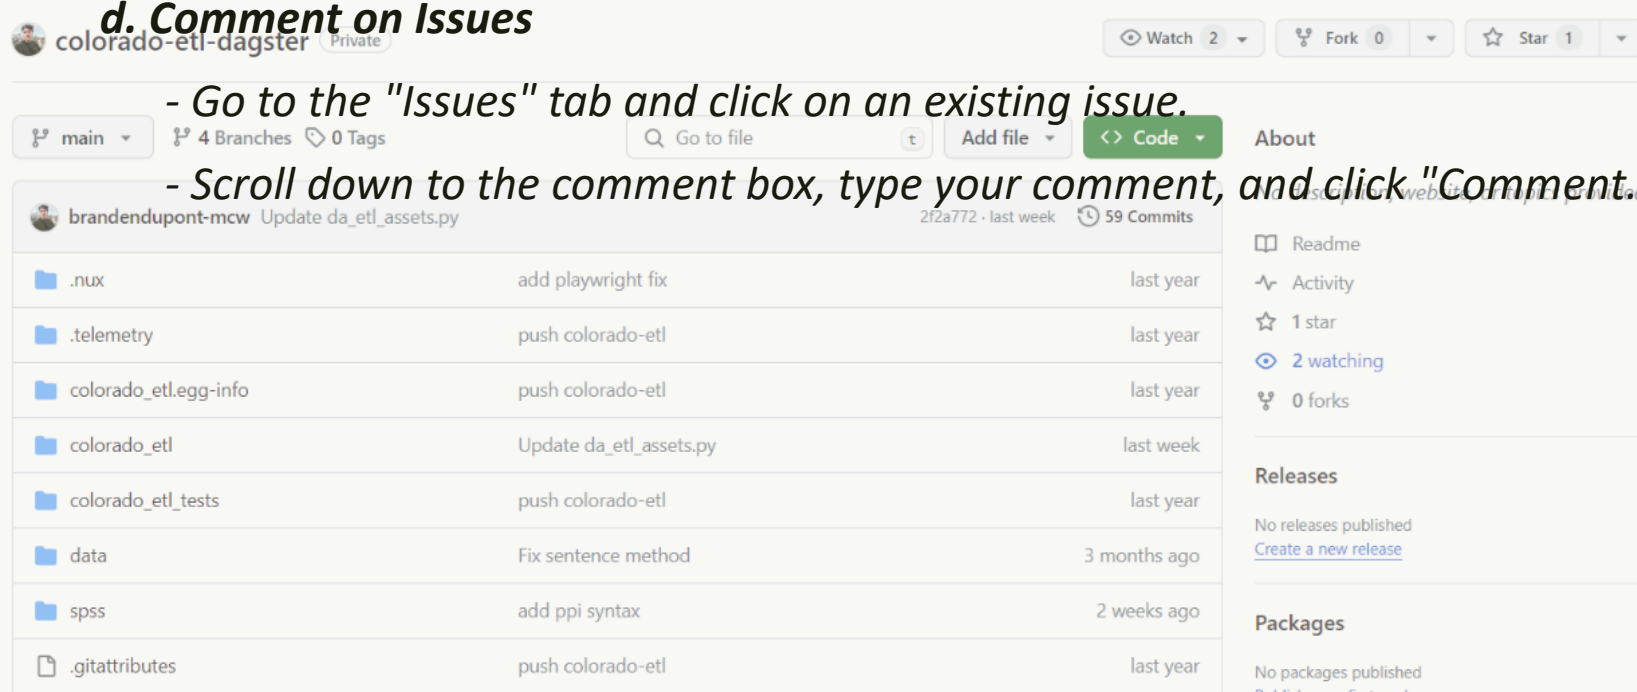 d. Comment on Issues
colorado-etl-dagster Private
Watch 2 Fork 0 Star 1
- Go to the "Issues" tab and click on an existing issue.
main 4 Branches 0 Tags Go to file t Add file <> Code About
- Scroll down to the comment box, type your comment, and click "Comment.
No description, website, or topics provided
brandendupont-mcw Update da_etl_assets.py 2f2a772 · last week 59 Commits
Readme
.nux add playwright fix last year
Activity
.telemetry push colorado-etl last year
1 star
2 watching
colorado_etl.egg-info push colorado-etl last year
0 forks
colorado_etl Update da_etl_assets.py last week
Releases
colorado_etl_tests push colorado-etl last year
No releases published
Create a new release
data Fix sentence method 3 months ago
spss add ppi syntax 2 weeks ago
Packages
.gitattributes push colorado-etl last year
No packages published